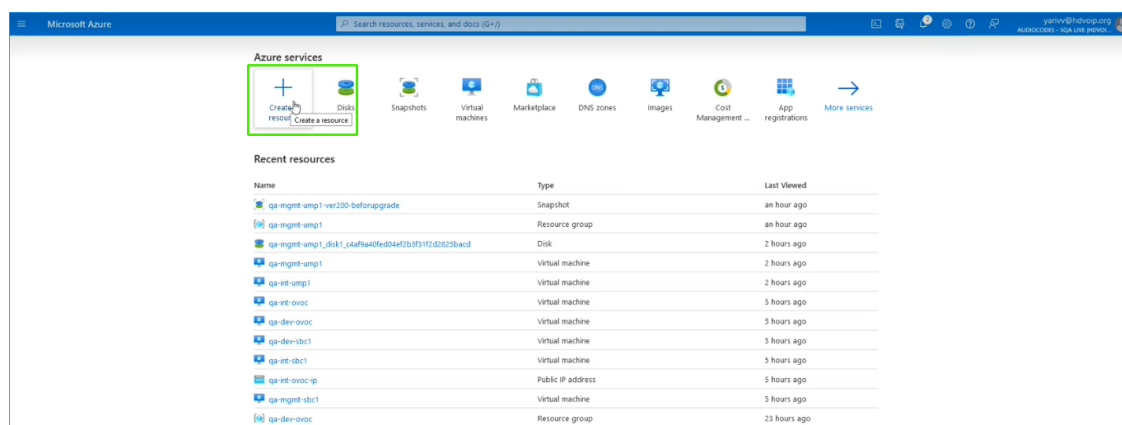 Microsoft Azure
Search resources, services, and docs (G+/)
2
yarivv@hdvoip.org
AUDIOCODES - SQA LIVE (HDVOI...
Azure services
Create a resource
Disks
Snapshots
Virtual machines
Marketplace
DNS
DNS zones
Images
Cost Management ...
App registrations
More services
Create a resource
Recent resources
Name Type Last Viewed
qa-mgmt-ump1-ver200-beforupgrade Snapshot an hour ago
qa-mgmt-ump1 Resource group an hour ago
qa-mgmt-ump1_disk1_c4af9a40fed04ef2b3f31f2d2825bacd Disk 2 hours ago
qa-mgmt-ump1 Virtual machine 2 hours ago
qa-int-ump1 Virtual machine 2 hours ago
qa-int-ovoc Virtual machine 5 hours ago
qa-dev-ovoc Virtual machine 5 hours ago
qa-dev-sbc1 Virtual machine 5 hours ago
qa-int-sbc1 Virtual machine 5 hours ago
qa-int-ovoc-ip Public IP address 5 hours ago
qa-mgmt-sbc1 Virtual machine 5 hours ago
qa-dev-ovoc Resource group 23 hours ago